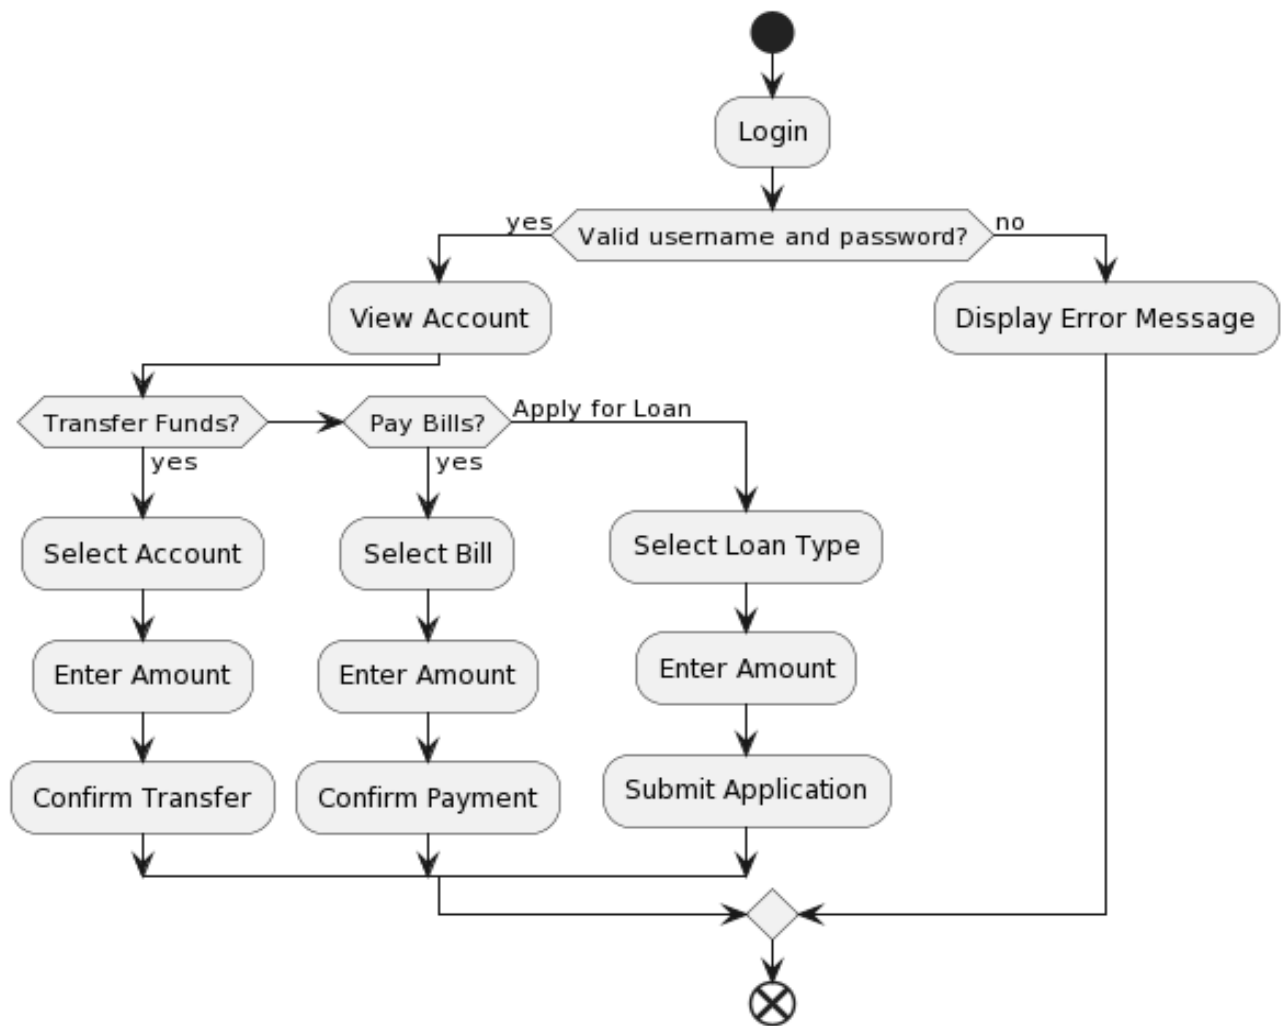 Login
yes
Valid username and password?
no
View Account
Display Error Message
Transfer Funds?
Pay Bills?
Apply for Loan
yes
yes
Select Account
Select Bill
Select Loan Type
Enter Amount
Enter Amount
Enter Amount
Confirm Transfer
Confirm Payment
Submit Application